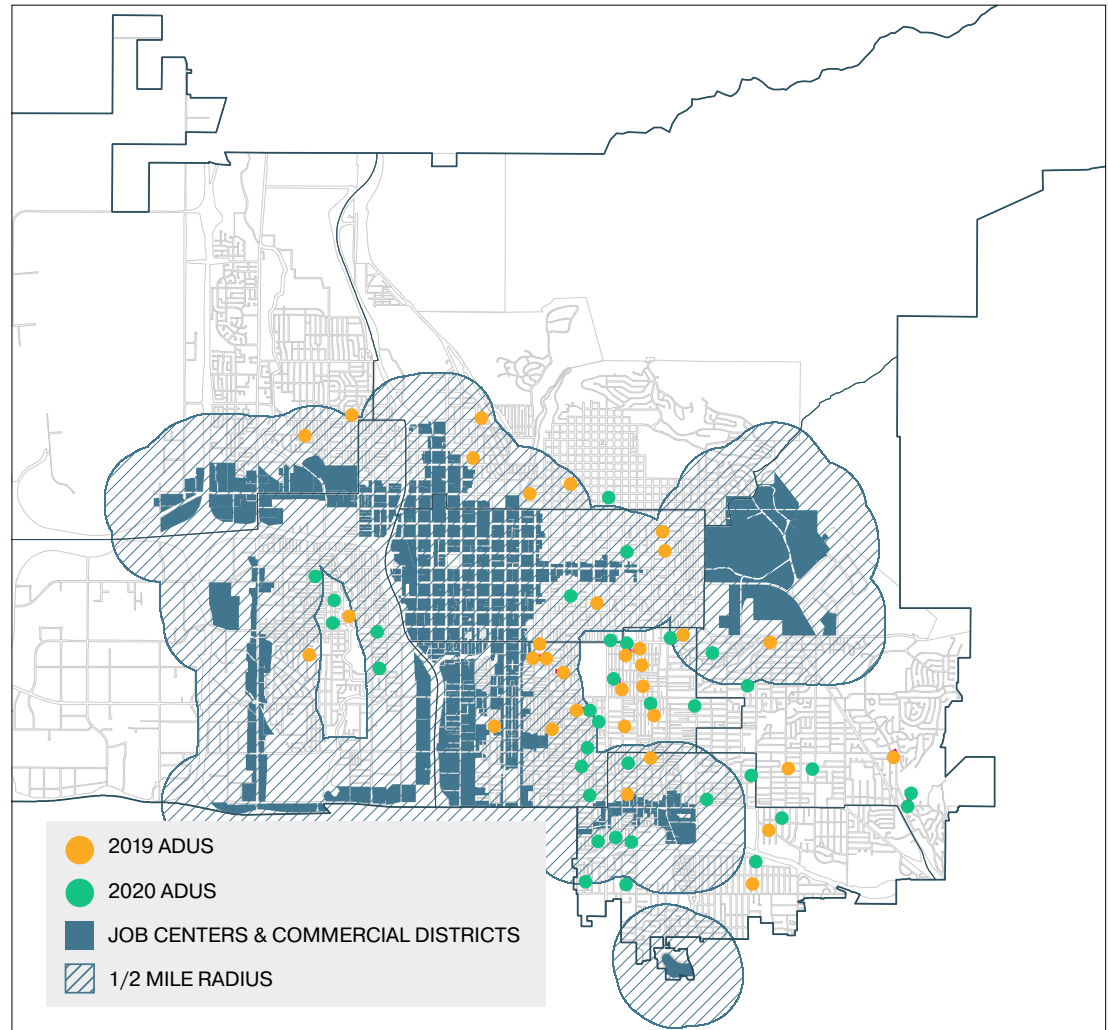 2019 ADUS
2020 ADUS
JOB CENTERS & COMMERCIAL DISTRICTS
1/2 MILE RADIUS